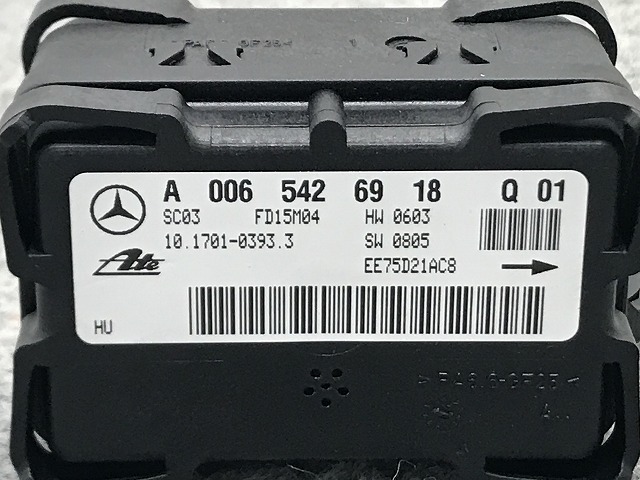 A 006 542 69 18 Q 01
SC03 FD15M04 HW 0603
10.1701-0393.3 SW 0805
Ate EE75D21AC8
HU